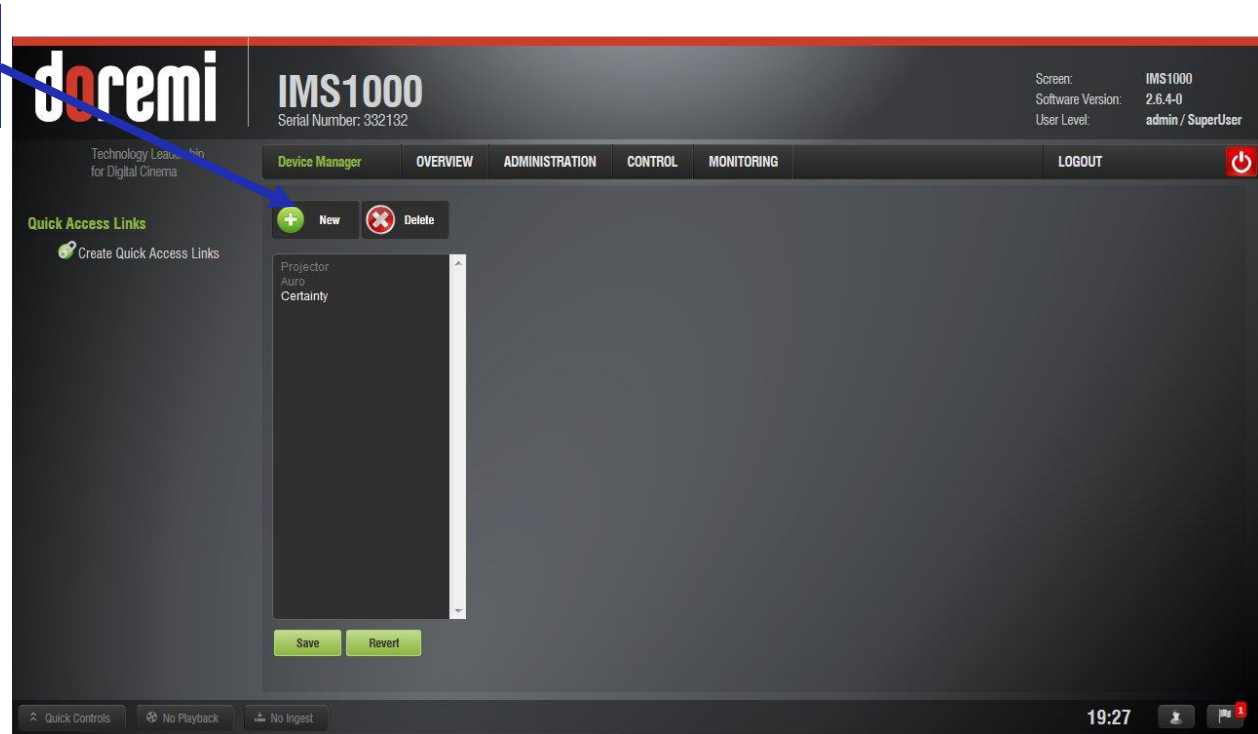 doremi
Technology Leadership
for Digital Cinema
IMS1000
Serial Number: 332132
Screen: IMS1000
Software Version: 2.6.4-0
User Level: admin / SuperUser
Device Manager OVERVIEW ADMINISTRATION CONTROL MONITORING LOGOUT
Quick Access Links
Create Quick Access Links
New Delete
Projector
Auro
Certainty
Save Revert
Quick Controls No Playback No Ingest 19:27 1